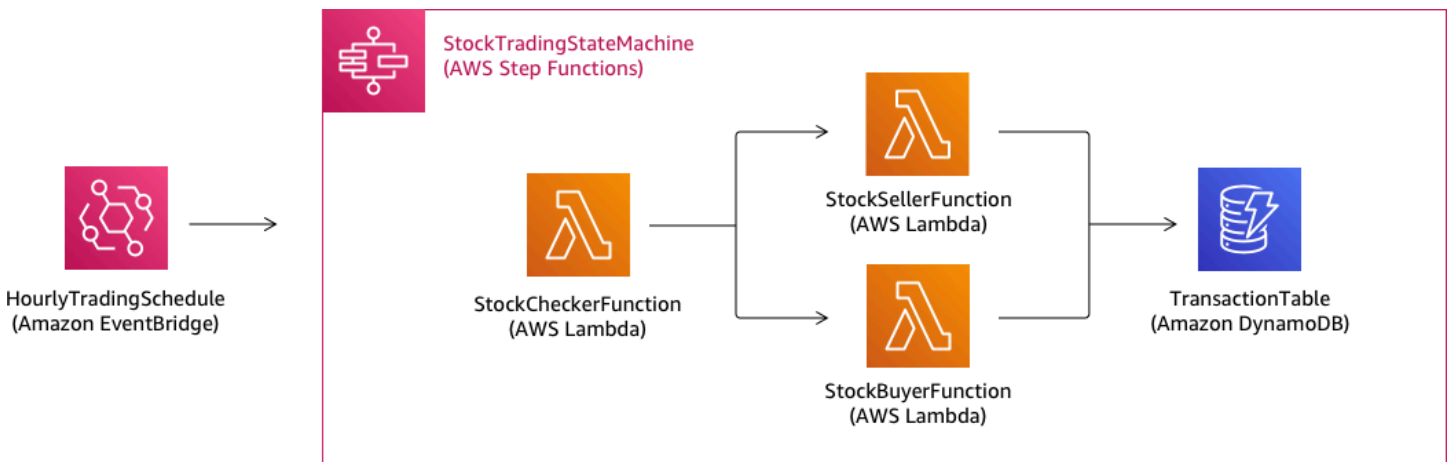 StockTradingStateMachine
(AWS Step Functions)
HourlyTradingSchedule
(Amazon EventBridge)
StockCheckerFunction
(AWS Lambda)
StockSellerFunction
(AWS Lambda)
StockBuyerFunction
(AWS Lambda)
TransactionTable
(Amazon DynamoDB)